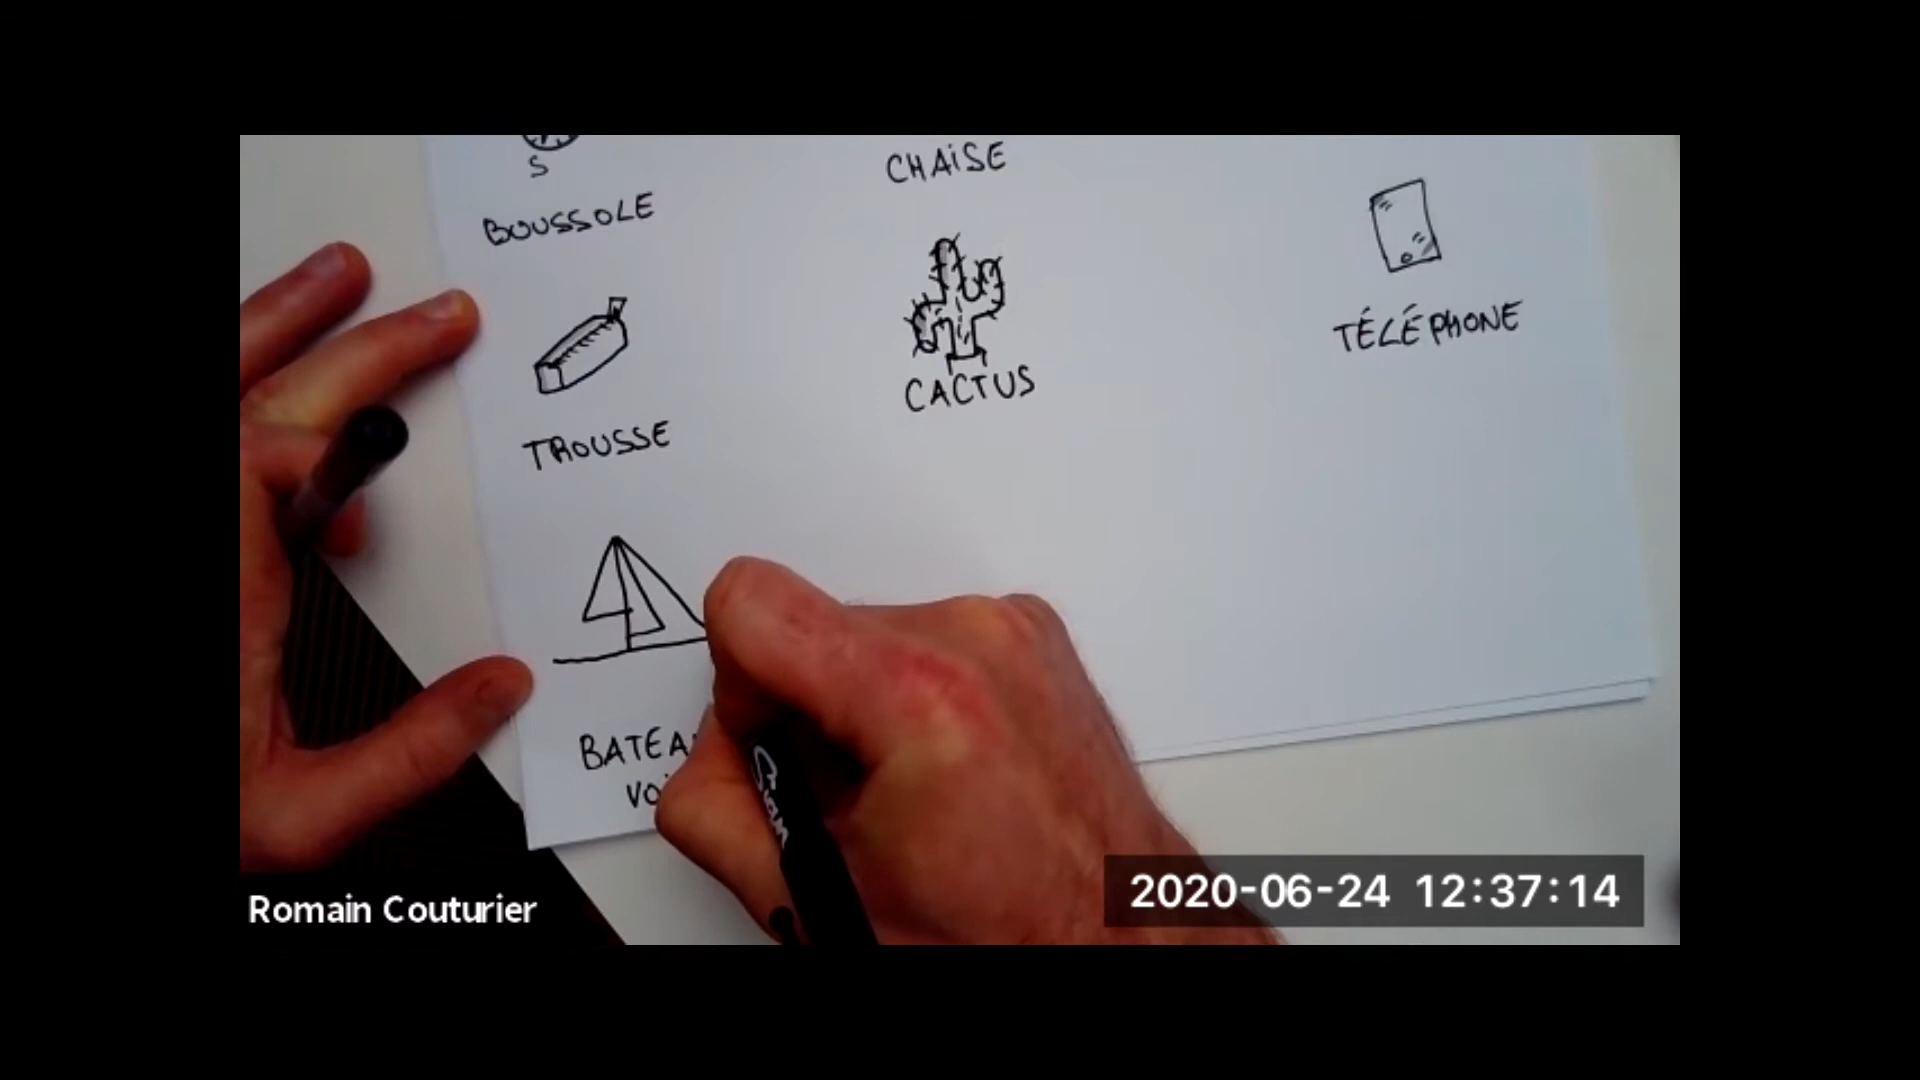 S
BOUSSOLE
CHAISE
TÉLÉPHONE
CACTUS
TROUSSE
Romain Couturier
2020-06-24 12:37:14